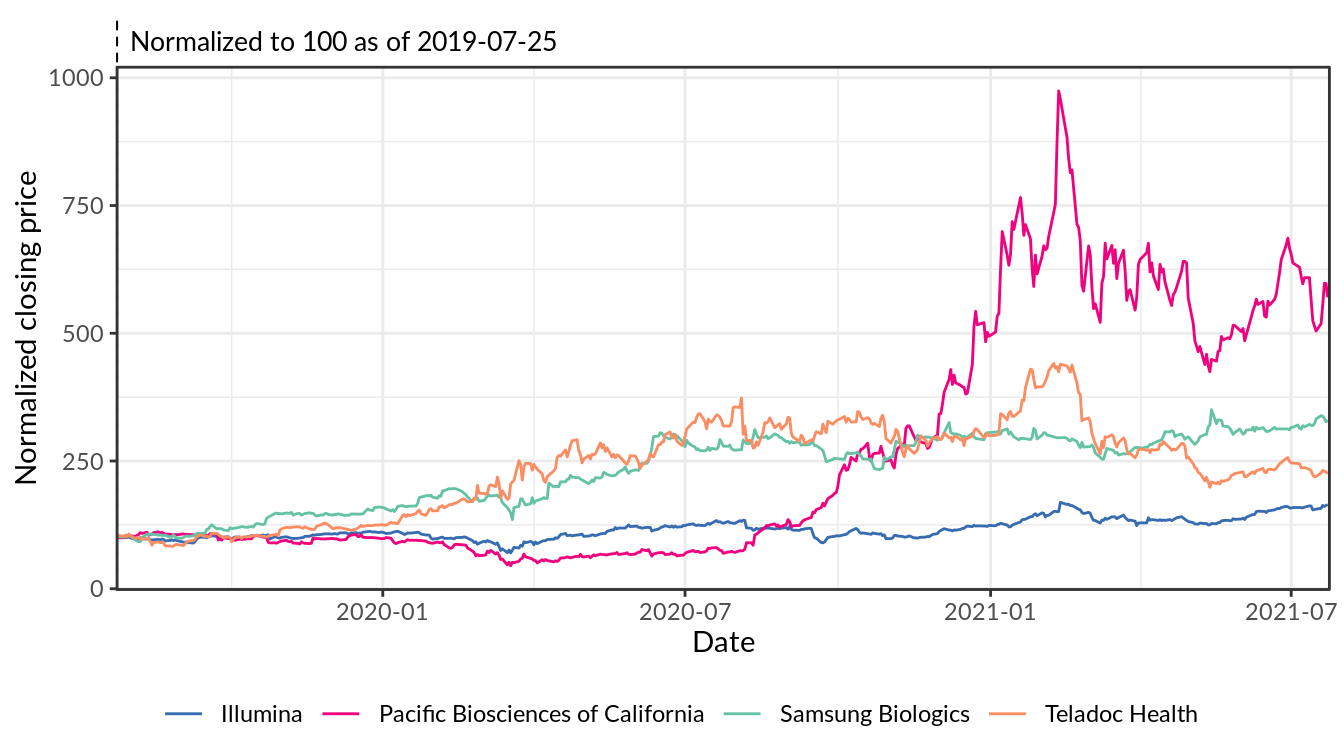 Normalized to 100 as of 2019-07-25
1000
750
500
250
0
Normalized closing price
2020-01
2020-07
2021-01
2021-07
Date
Illumina
Pacific Biosciences of California
Samsung Biologics
Teladoc Health